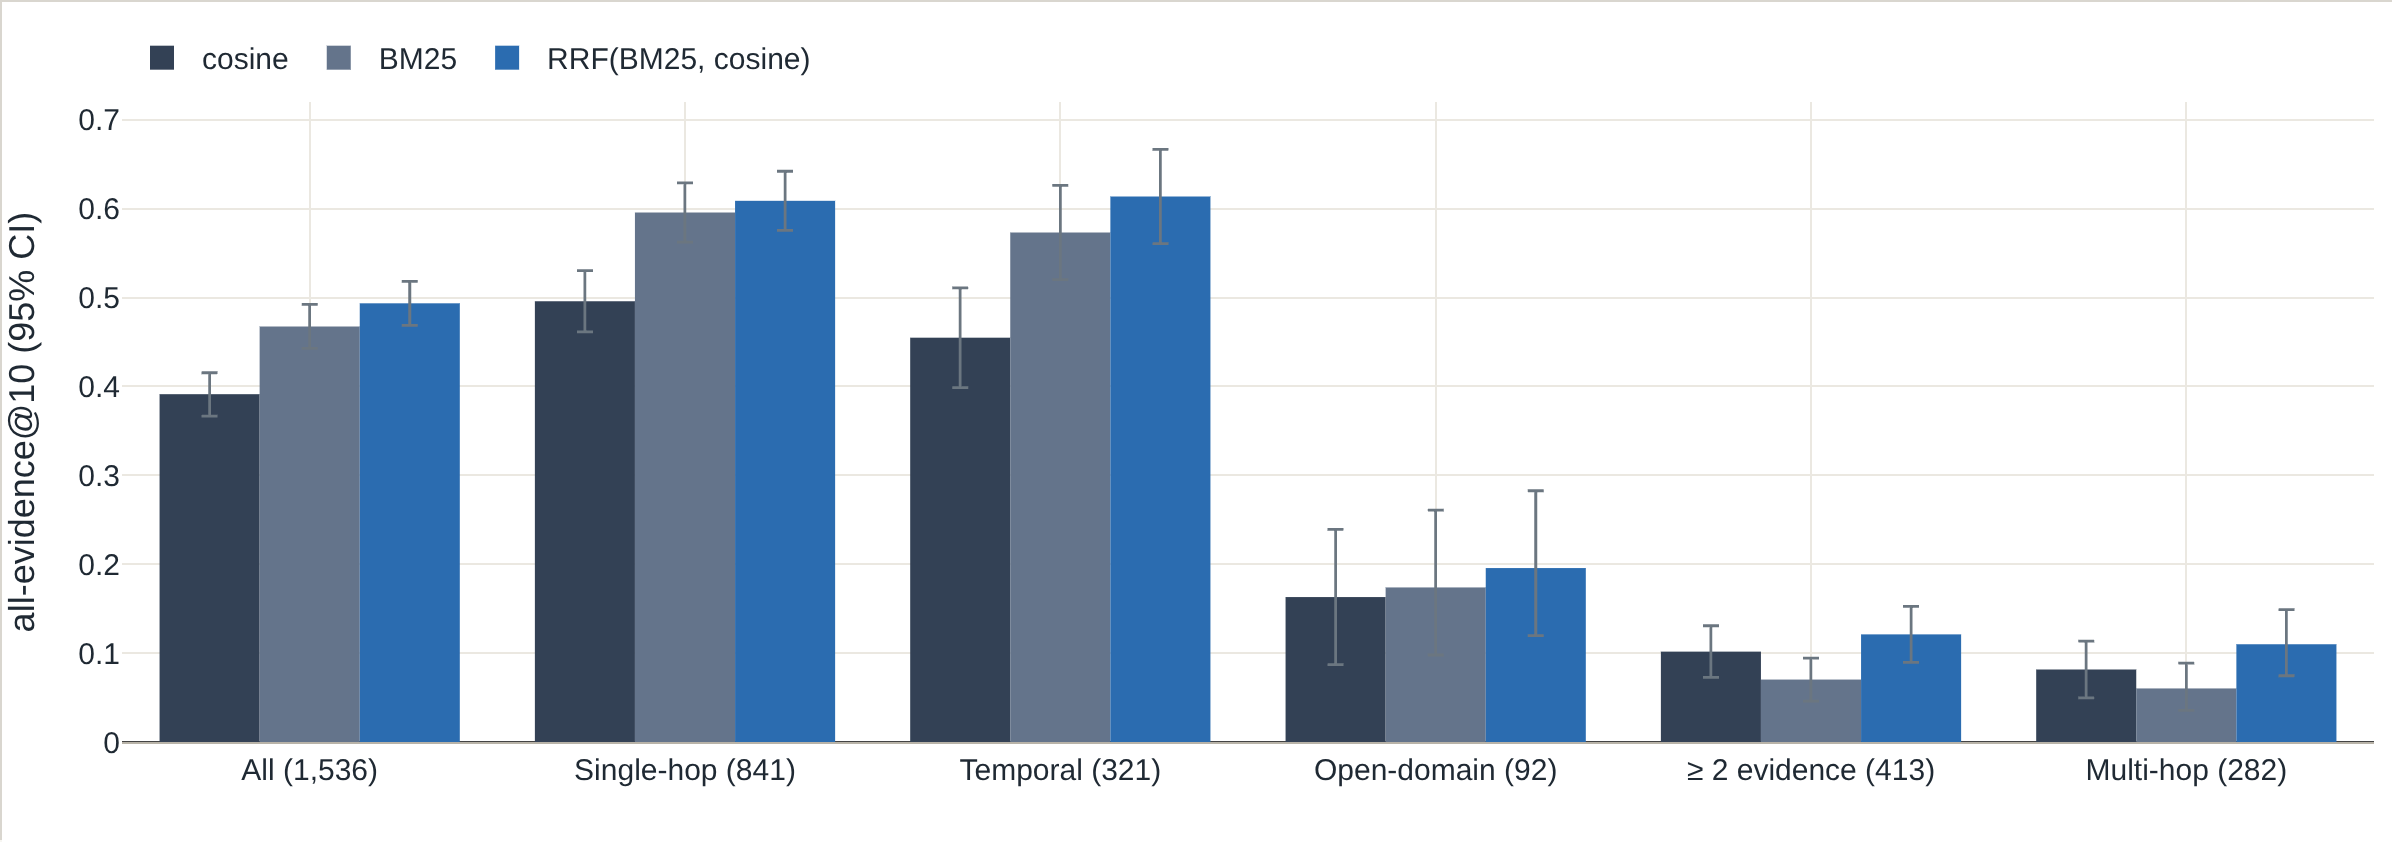 cosine BM25 RRF(BM25, cosine)
all-evidence@10 (95% CI)
0.7
0.6
0.5
0.4
0.3
0.2
0.1
0
All (1,536) Single-hop (841) Temporal (321) Open-domain (92) ≥ 2 evidence (413) Multi-hop (282)